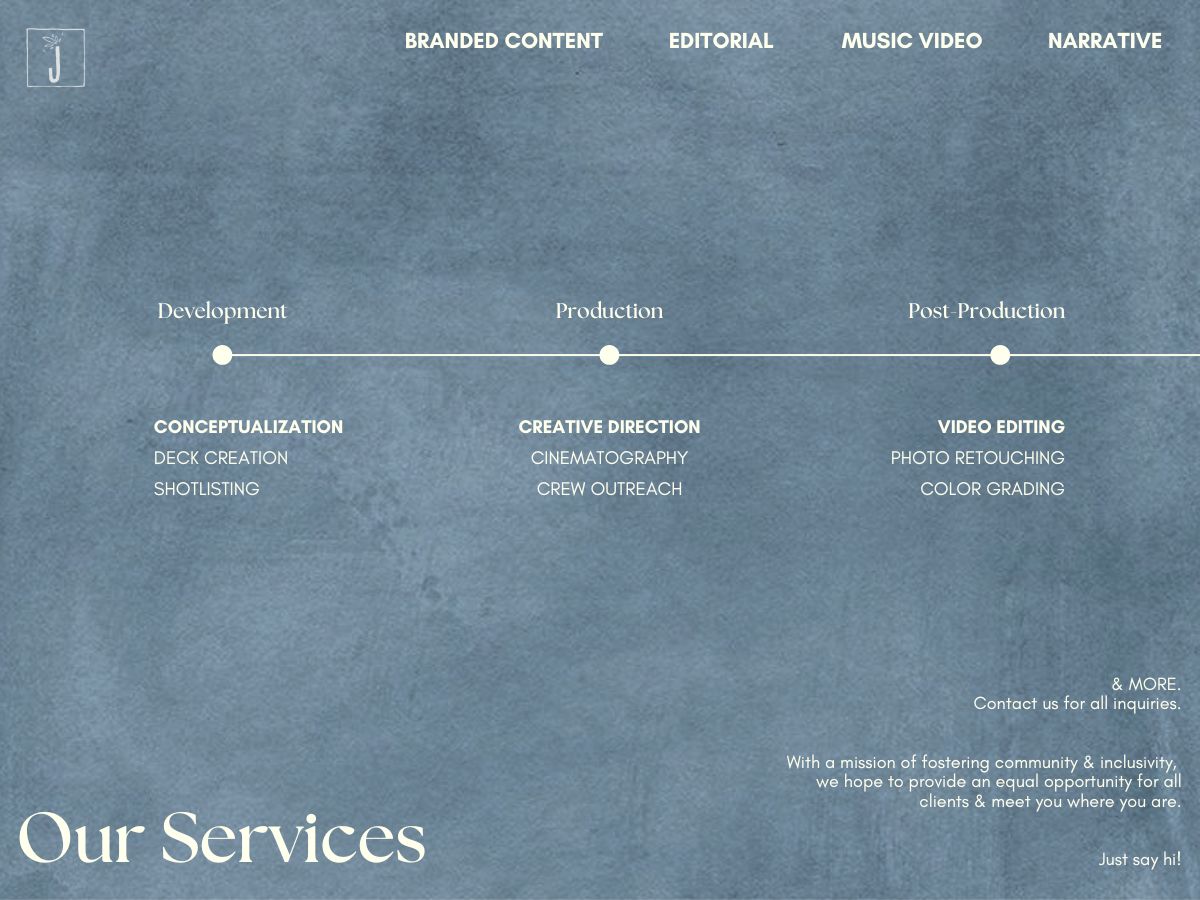 J
BRANDED CONTENT EDITORIAL MUSIC VIDEO NARRATIVE
Development Production Post-Production
CONCEPTUALIZATION CREATIVE DIRECTION VIDEO EDITING
DECK CREATION CINEMATOGRAPHY PHOTO RETOUCHING
SHOTLISTING CREW OUTREACH COLOR GRADING
& MORE.
Contact us for all inquiries.
With a mission of fostering community & inclusivity,
we hope to provide an equal opportunity for all
clients & meet you where you are.
Our Services
Just say hi!